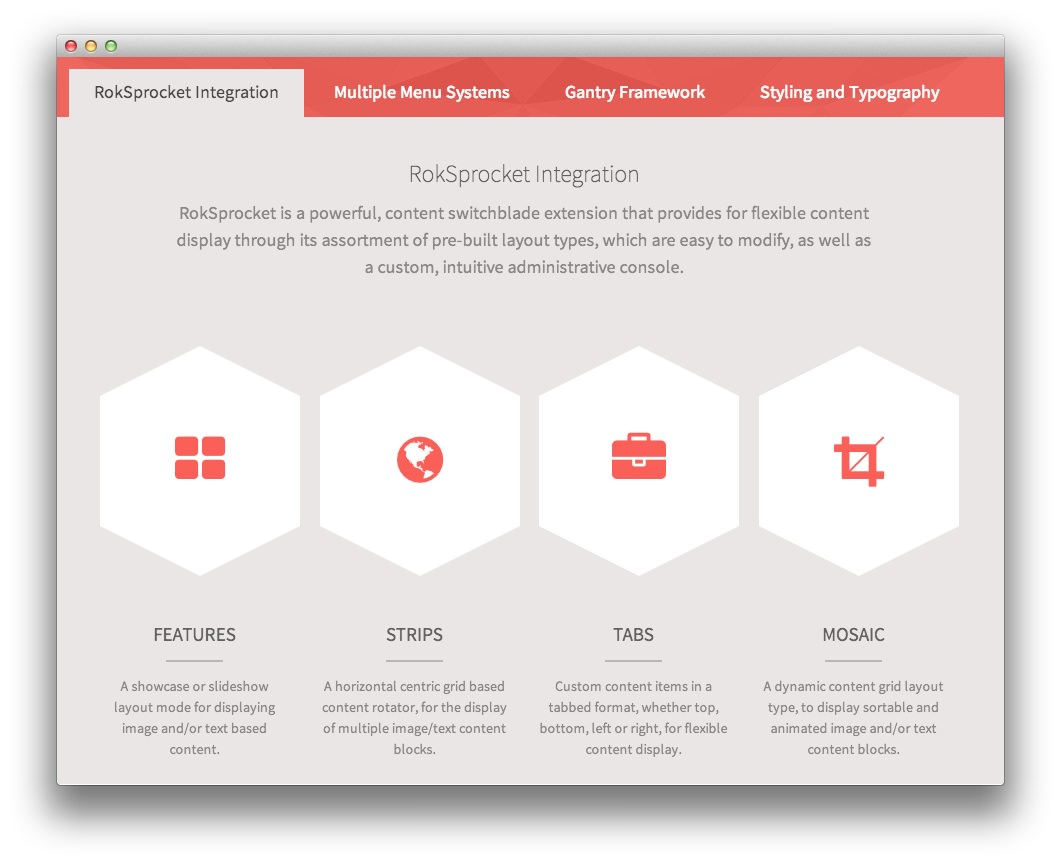 RokSprocket Integration
Multiple Menu Systems
Gantry Framework
Styling and Typography
RokSprocket Integration
RokSprocket is a powerful, content switchblade extension that provides for flexible content
display through its assortment of pre-built layout types, which are easy to modify, as well as
a custom, intuitive administrative console.
FEATURES
A showcase or slideshow
layout mode for displaying
image and/or text based
content.
STRIPS
A horizontal centric grid based
content rotator, for the display
of multiple image/text content
blocks.
TABS
Custom content items in a
tabbed format, whether top,
bottom, left or right, for flexible
content display.
MOSAIC
A dynamic content grid layout
type, to display sortable and
animated image and/or text
content blocks.